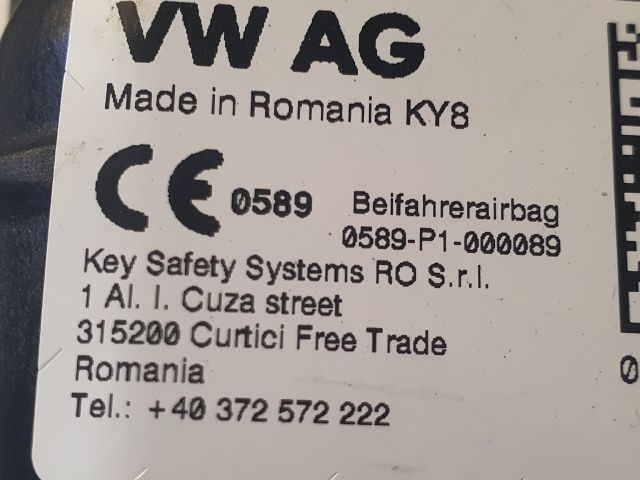 VW AG
Made in Romania KY8
CE 0589 Beifahrerairbag
0589-P1-000089
Key Safety Systems RO S.r.l.
1 Al. I. Cuza street
315200 Curtici Free Trade
Romania
Tel.: +40 372 572 222
0